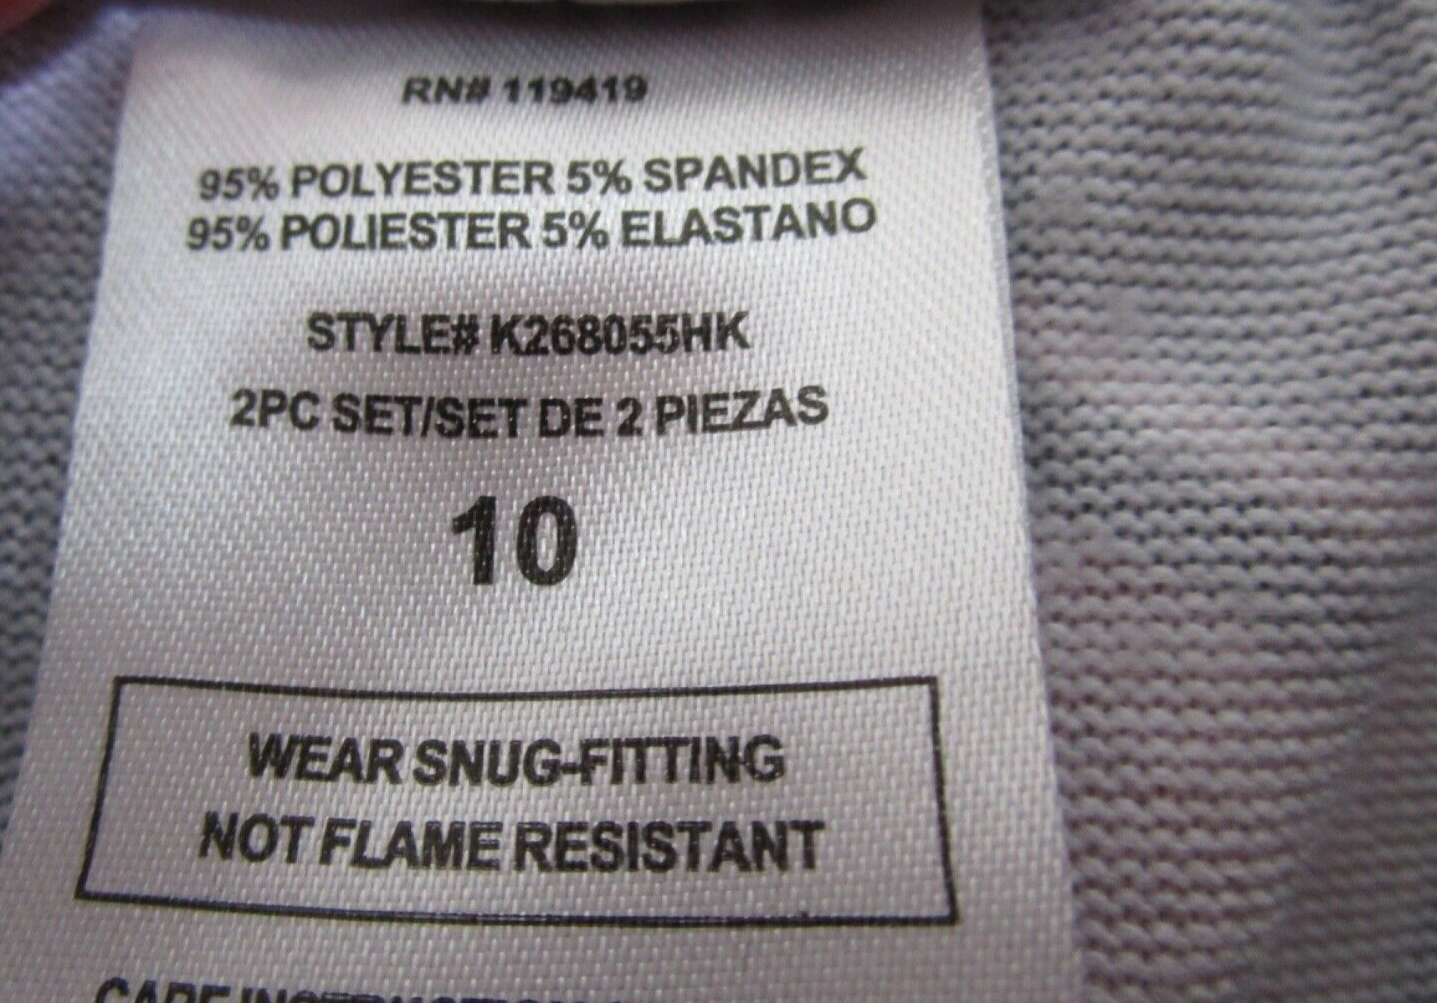 RN# 119419
95% POLYESTER 5% SPANDEX
95% POLIESTER 5% ELASTANO
STYLE# K268055HK
2PC SET/SET DE 2 PIEZAS
10
WEAR SNUG-FITTING
NOT FLAME RESISTANT